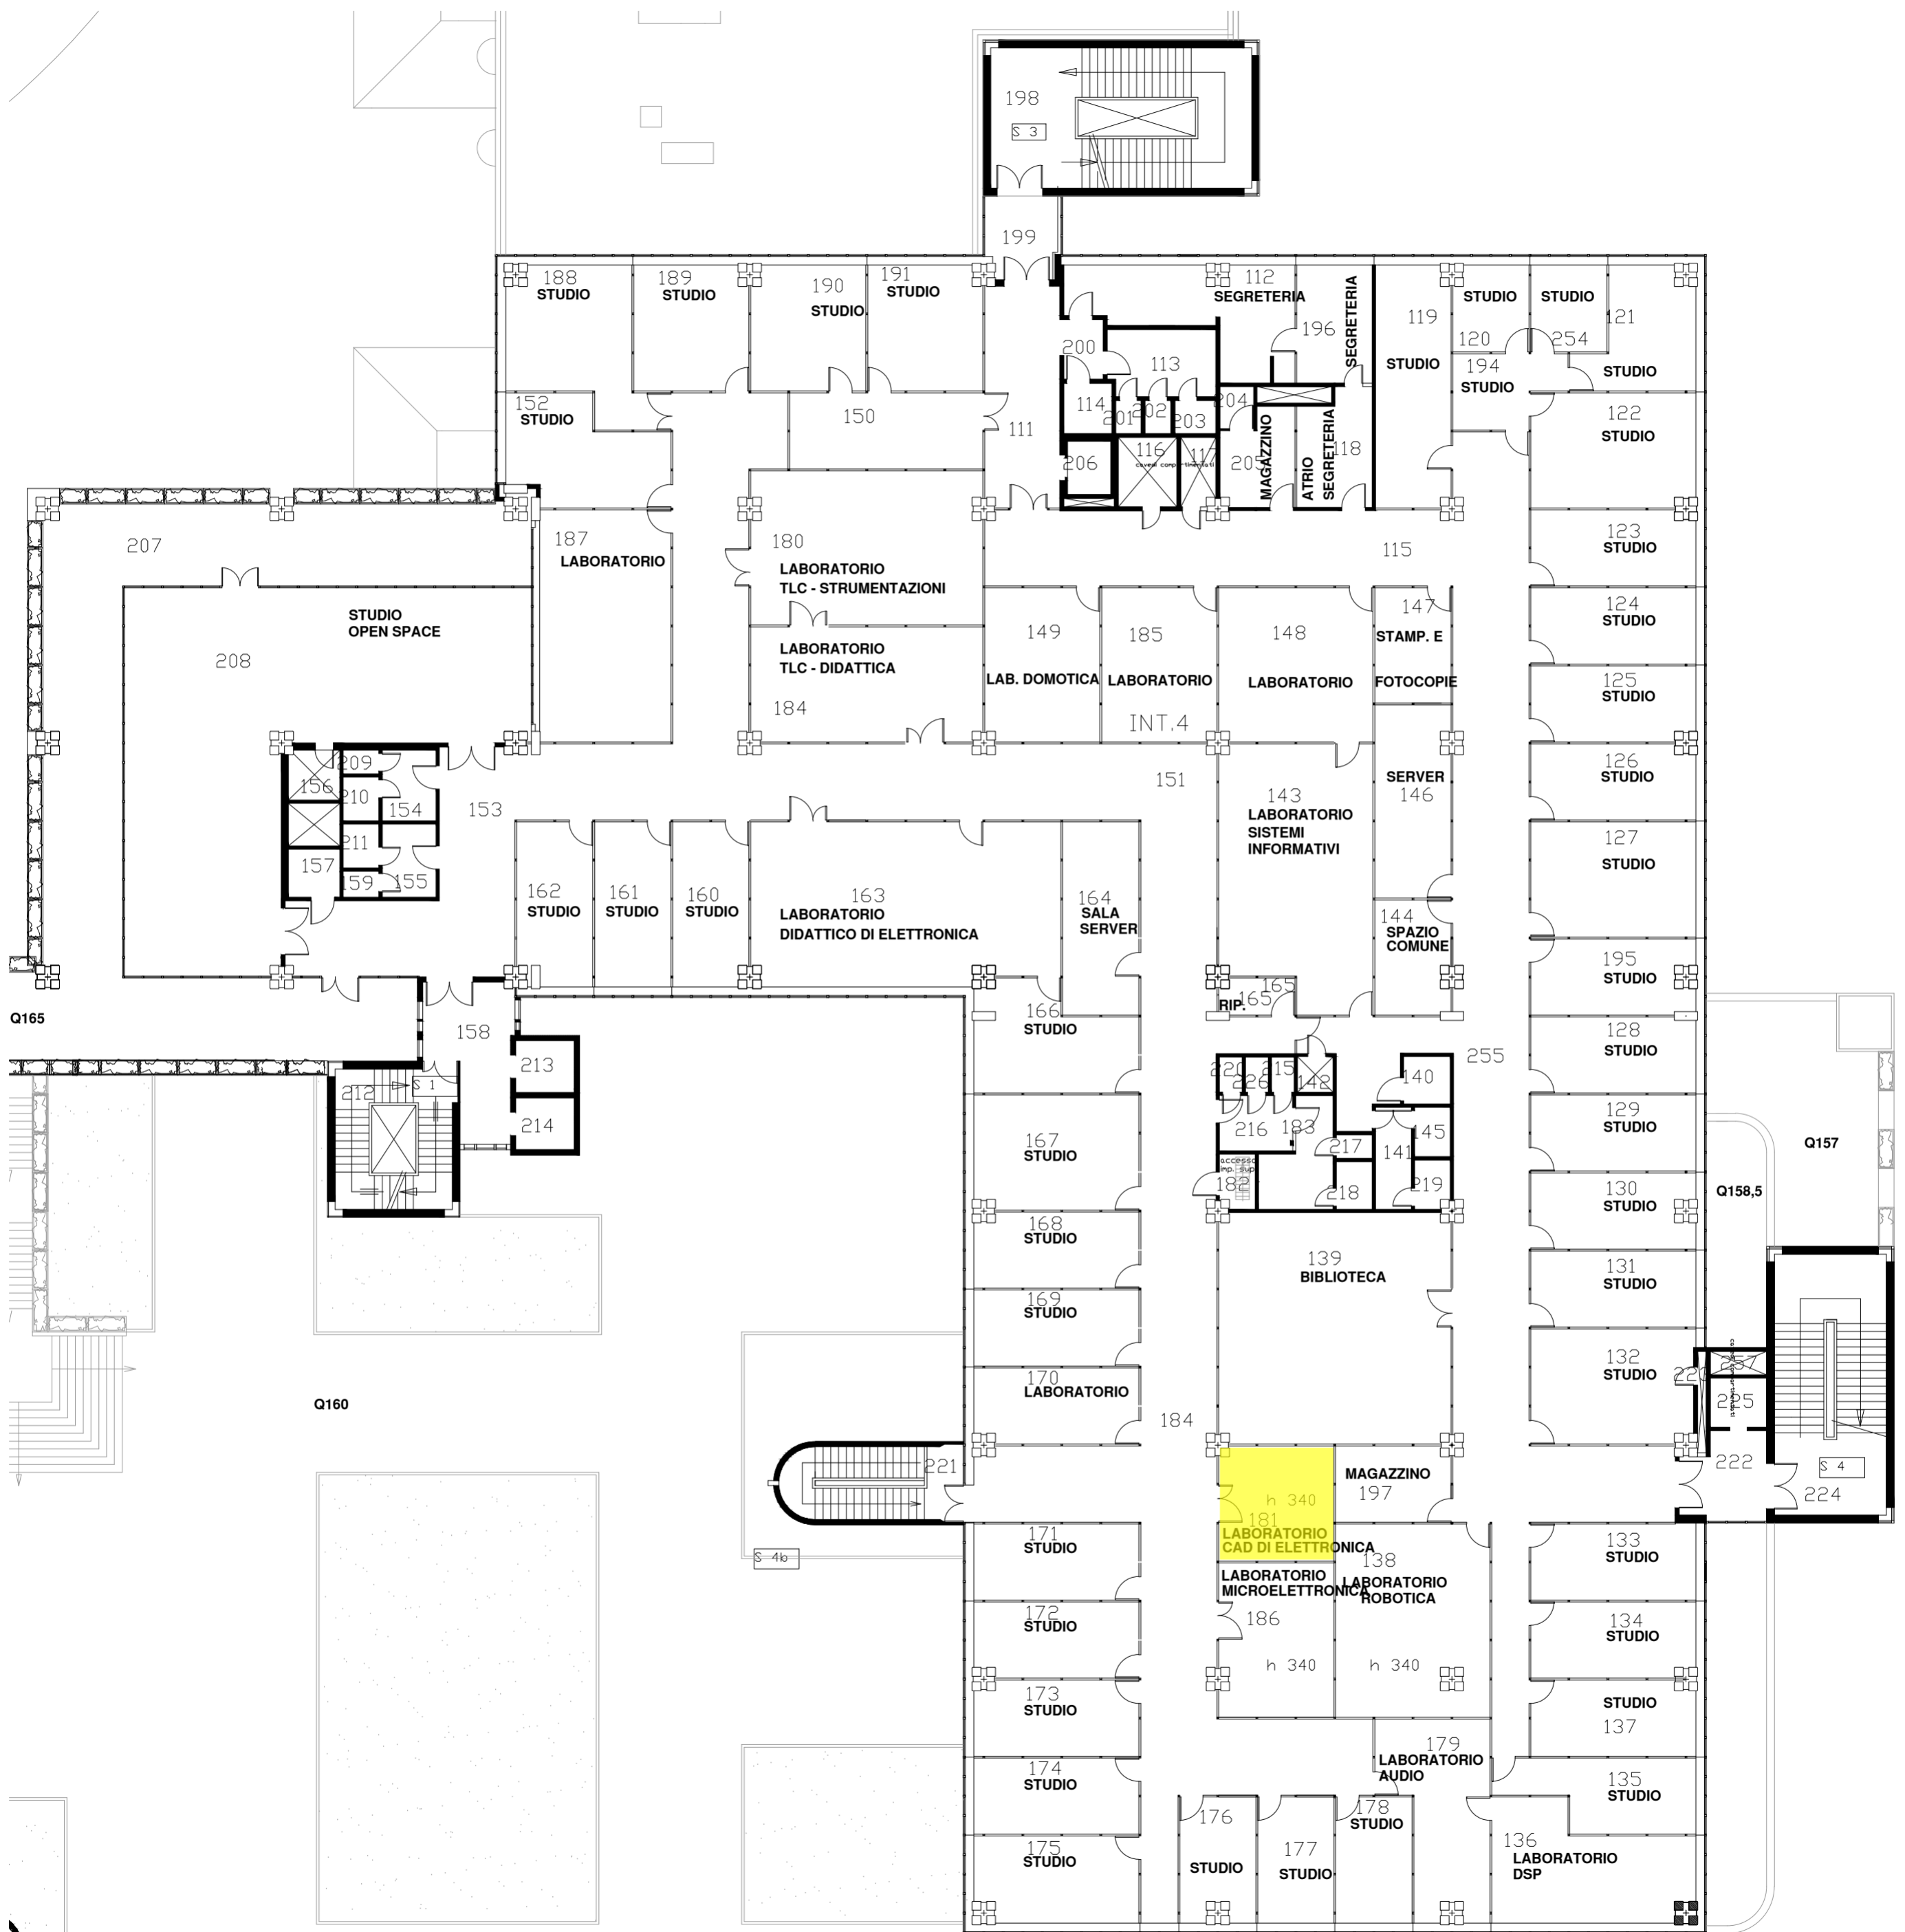 198
S 3
199
188
STUDIO
189
STUDIO
190
STUDIO
191
STUDIO
112
SEGRETERIA
196
SEGRETERIA
119
STUDIO
STUDIO
120
STUDIO
254
121
STUDIO
194
STUDIO
200
113
114
201
202
203
204
152
STUDIO
150
111
122
STUDIO
206
116
117
205
MAGAZZINO
ATRIO
SEGRETERIA
118
207
187
LABORATORIO
180
LABORATORIO
TLC - STRUMENTAZIONI
115
123
STUDIO
STUDIO
OPEN SPACE
208
LABORATORIO
TLC - DIDATTICA
184
149
LAB. DOMOTICA
185
LABORATORIO
INT.4
148
LABORATORIO
147
STAMP. E
FOTOCOPIE
124
STUDIO
125
STUDIO
156
209
210
154
153
151
143
LABORATORIO
SISTEMI
INFORMATIVI
SERVER
146
126
STUDIO
211
157
159
155
127
STUDIO
162
STUDIO
161
STUDIO
160
STUDIO
163
LABORATORIO
DIDATTICO DI ELETTRONICA
164
SALA
SERVER
144
SPAZIO
COMUNE
195
STUDIO
165
RIP.
165
Q165
158
166
STUDIO
255
128
STUDIO
213
212
S 1
214
220
226
215
142
140
129
STUDIO
167
STUDIO
216
183
217
141
145
Q157
accesso
imp. sup
182
218
219
130
STUDIO
Q158,5
168
STUDIO
139
BIBLIOTECA
131
STUDIO
169
STUDIO
132
STUDIO
225
170
LABORATORIO
Q160
184
221
222
S 4
224
h 340
181
LABORATORIO
CAD DI ELETTRONICA
MAGAZZINO
197
S 4b
171
STUDIO
138
LABORATORIO
ROBOTICA
133
STUDIO
LABORATORIO
MICROELETTRONICA
186
172
STUDIO
134
STUDIO
h 340
h 340
173
STUDIO
STUDIO
137
174
STUDIO
179
LABORATORIO
AUDIO
135
STUDIO
176
STUDIO
177
STUDIO
178
STUDIO
175
STUDIO
136
LABORATORIO
DSP